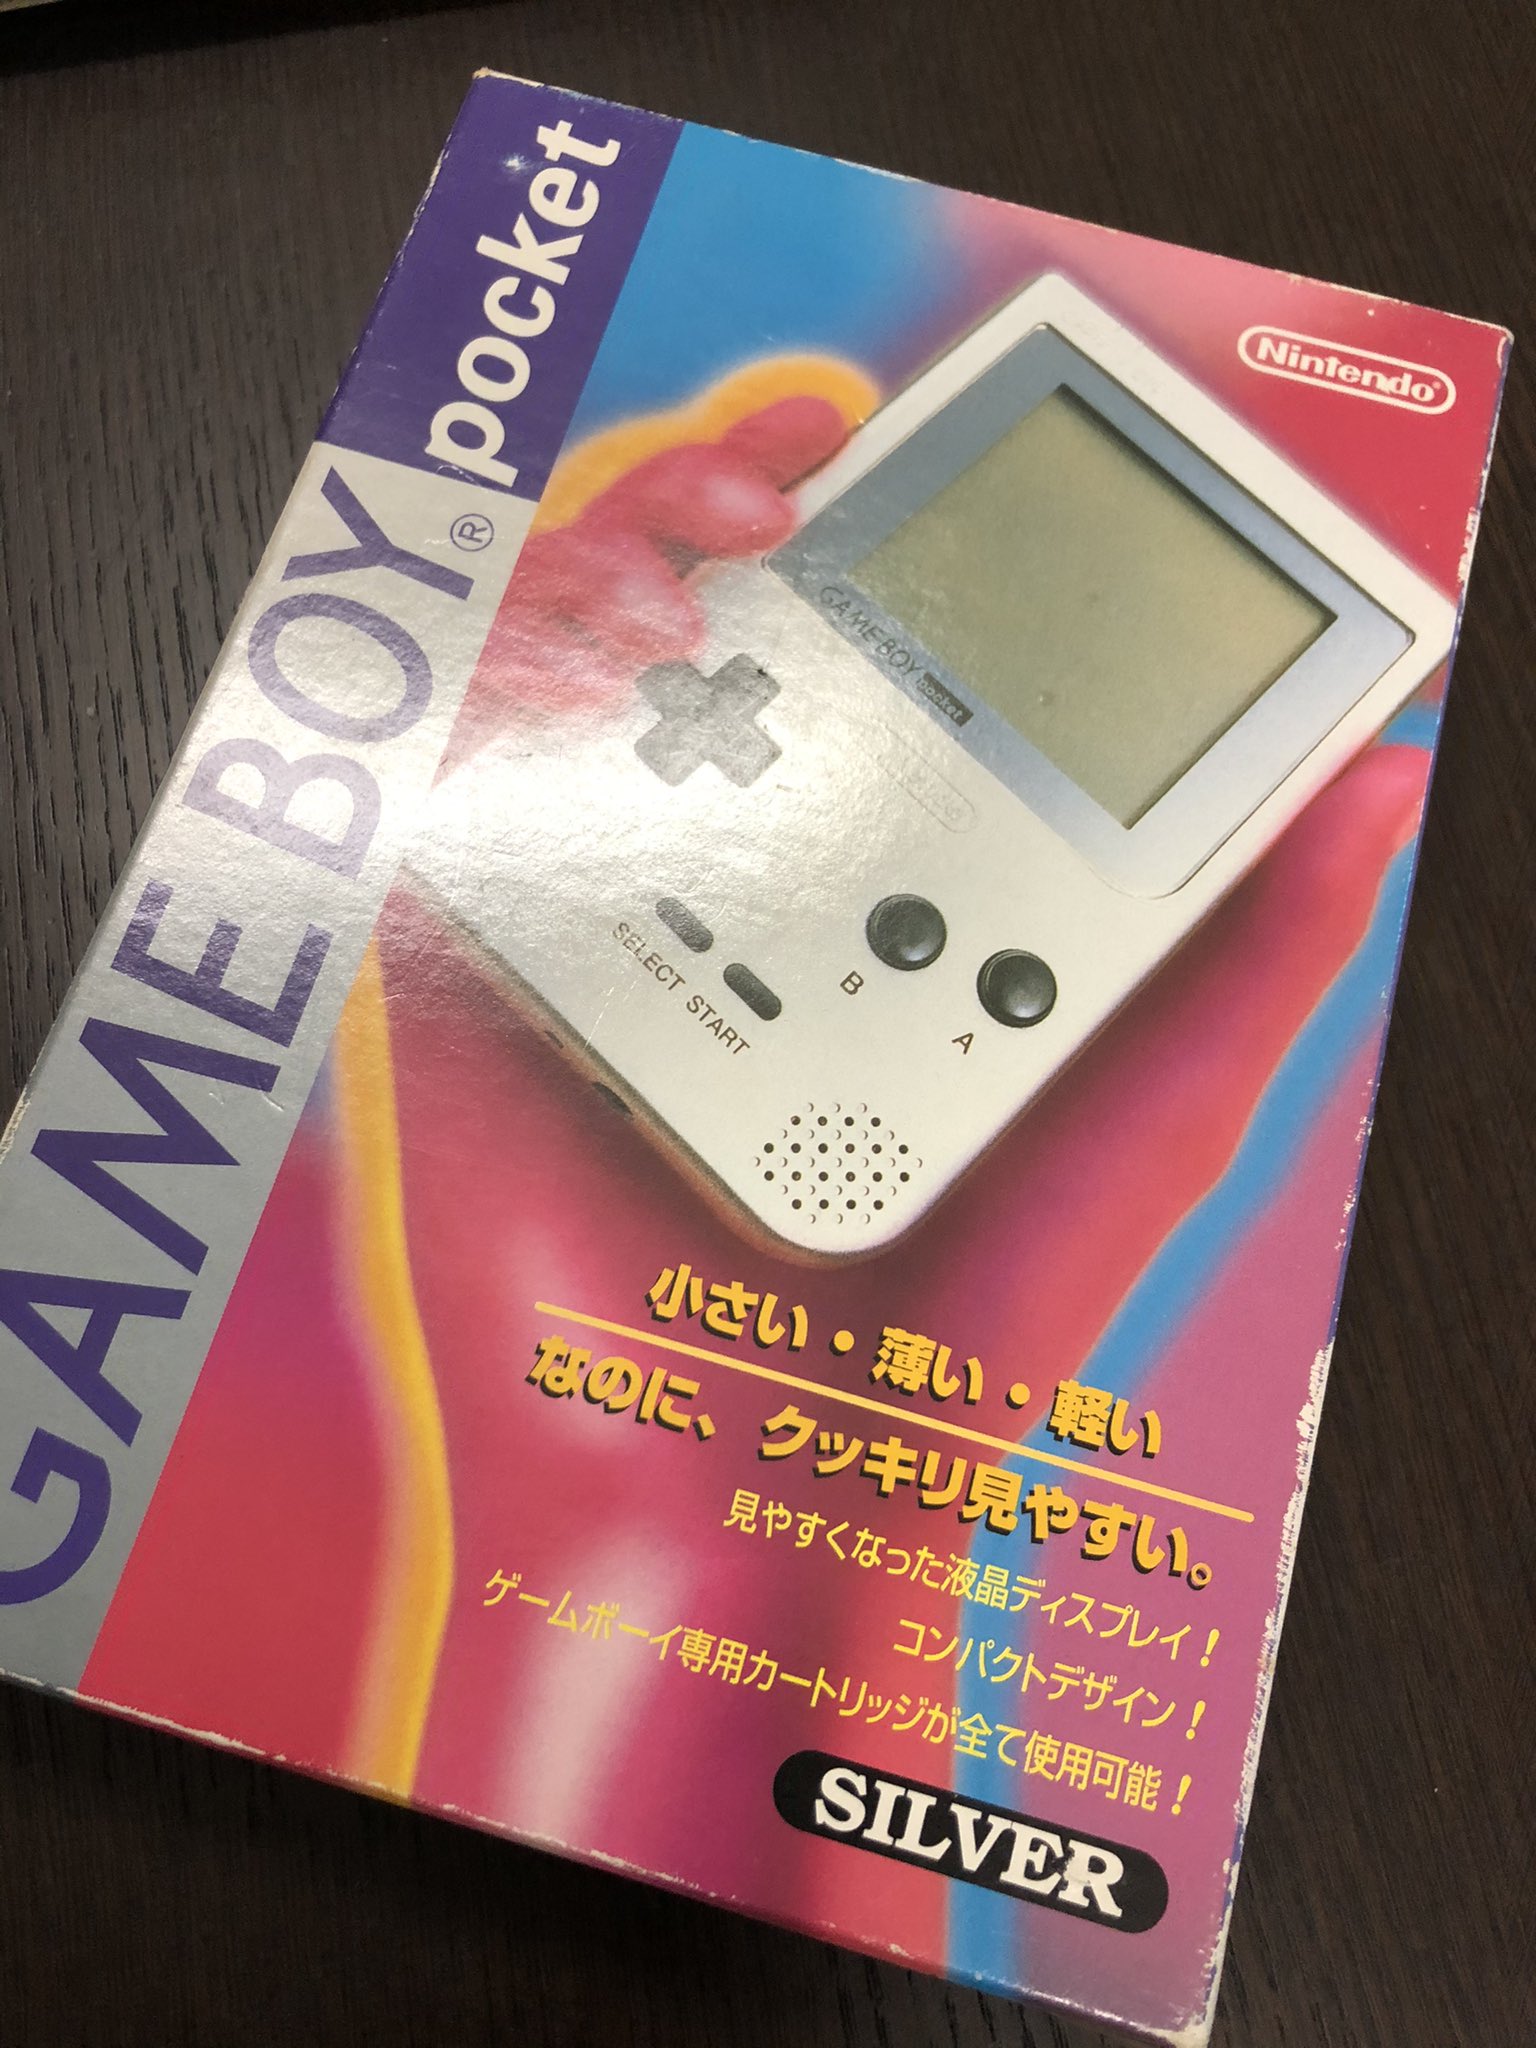 GAME BOY® pocket
Nintendo®
GAME BOY pocket
SELECT START
B
A
小さい・薄い・軽い
なのに、クッキリ見やすい。
見やすくなった液晶ディスプレイ！
コンパクトデザイン！
ゲームボーイ専用カートリッジが全て使用可能！
SILVER